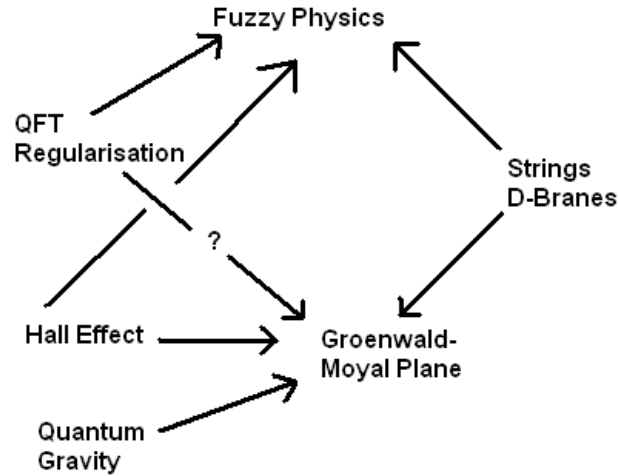 Fuzzy Physics
QFT
Regularisation
Strings
D-Branes
?
Hall Effect
Groenwald-
Moyal Plane
Quantum
Gravity